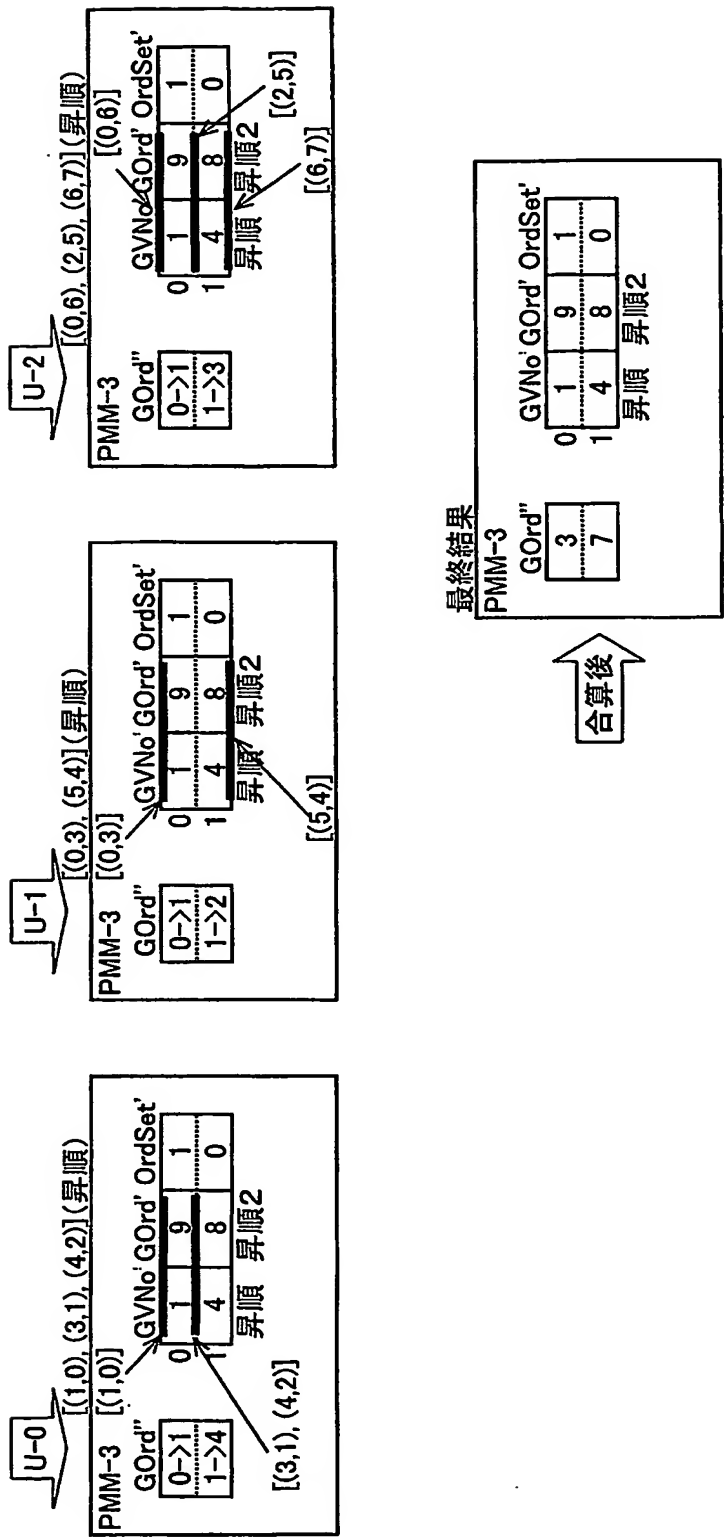 U-0
[(1,0), (3,1), (4,2)](昇順)
PMM-3
[(1,0)]
GOrd''
GVNo' GOrd' OrdSet'
0->1
0 1 9 1
1->4
1 4 8 0
昇順 昇順2
[(3,1), (4,2)]
U-1
[(0,3), (5,4)](昇順)
PMM-3
[(0,3)]
GOrd''
GVNo' GOrd' OrdSet'
0->1
0 1 9 1
1->2
1 4 8 0
昇順 昇順2
[(5,4)]
U-2
[(0,6), (2,5), (6,7)](昇順)
PMM-3
[(0,6)]
GOrd''
GVNo' GOrd' OrdSet'
0->1
0 1 9 1
1->3
1 4 8 0
昇順 昇順2
[(2,5)]
[(6,7)]
合算後
最終結果
PMM-3
GOrd''
GVNo' GOrd' OrdSet'
3
0 1 9 1
7
1 4 8 0
昇順 昇順2